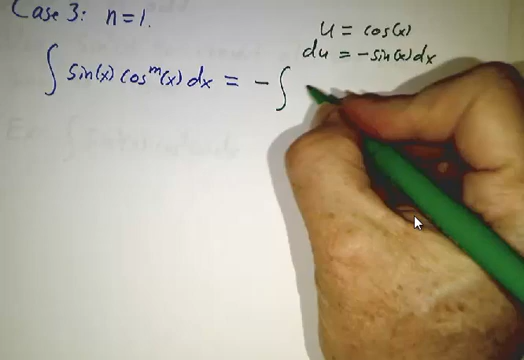 Case 3: n=1.
u = cos(x)
du = -sin(x)dx
∫ sin(x) cos^m(x) dx = - ∫